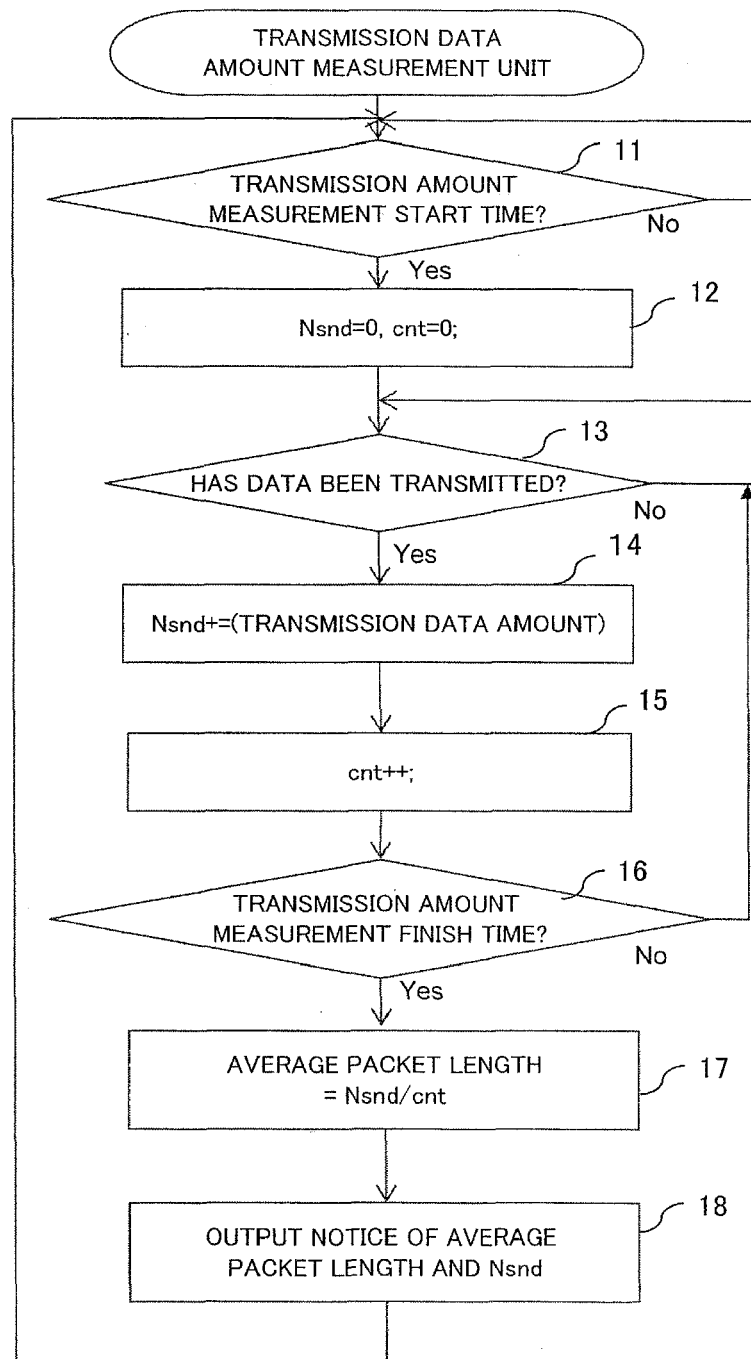 TRANSMISSION DATA
AMOUNT MEASUREMENT UNIT
11
TRANSMISSION AMOUNT
MEASUREMENT START TIME?
No
Yes
12
Nsnd=0, cnt=0;
13
HAS DATA BEEN TRANSMITTED?
No
Yes
14
Nsnd+=(TRANSMISSION DATA AMOUNT)
15
cnt++;
16
TRANSMISSION AMOUNT
MEASUREMENT FINISH TIME?
No
Yes
AVERAGE PACKET LENGTH
= Nsnd/cnt
17
18
OUTPUT NOTICE OF AVERAGE
PACKET LENGTH AND Nsnd